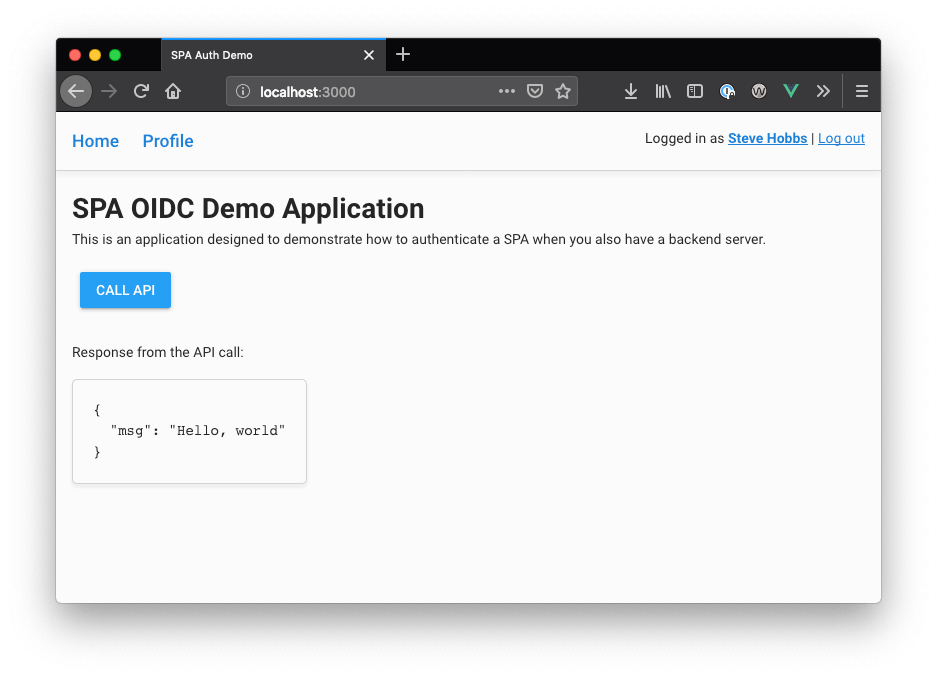 SPA Auth Demo
localhost:3000
Home Profile Logged in as Steve Hobbs | Log out
SPA OIDC Demo Application
This is an application designed to demonstrate how to authenticate a SPA when you also have a backend server.
CALL API
Response from the API call:
{
"msg": "Hello, world"
}